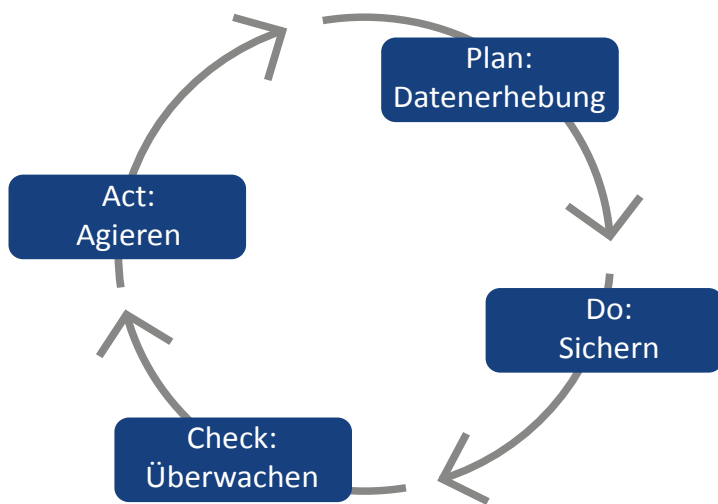 Plan:
Datenerhebung
Do:
Sichern
Check:
Überwachen
Act:
Agieren